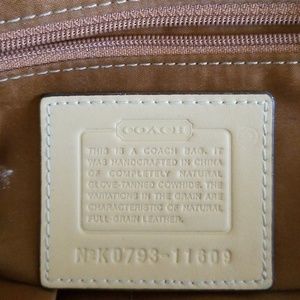 COACH
THIS IS A COACH BAG. IT
WAS HANDCRAFTED IN CHINA
OF COMPLETELY NATURAL
GLOVE-TANNED COWHIDE. THE
VARIATIONS IN THE GRAIN ARE
CHARACTERISTIC OF NATURAL
FULL-GRAIN LEATHER.
NºK0793-11609